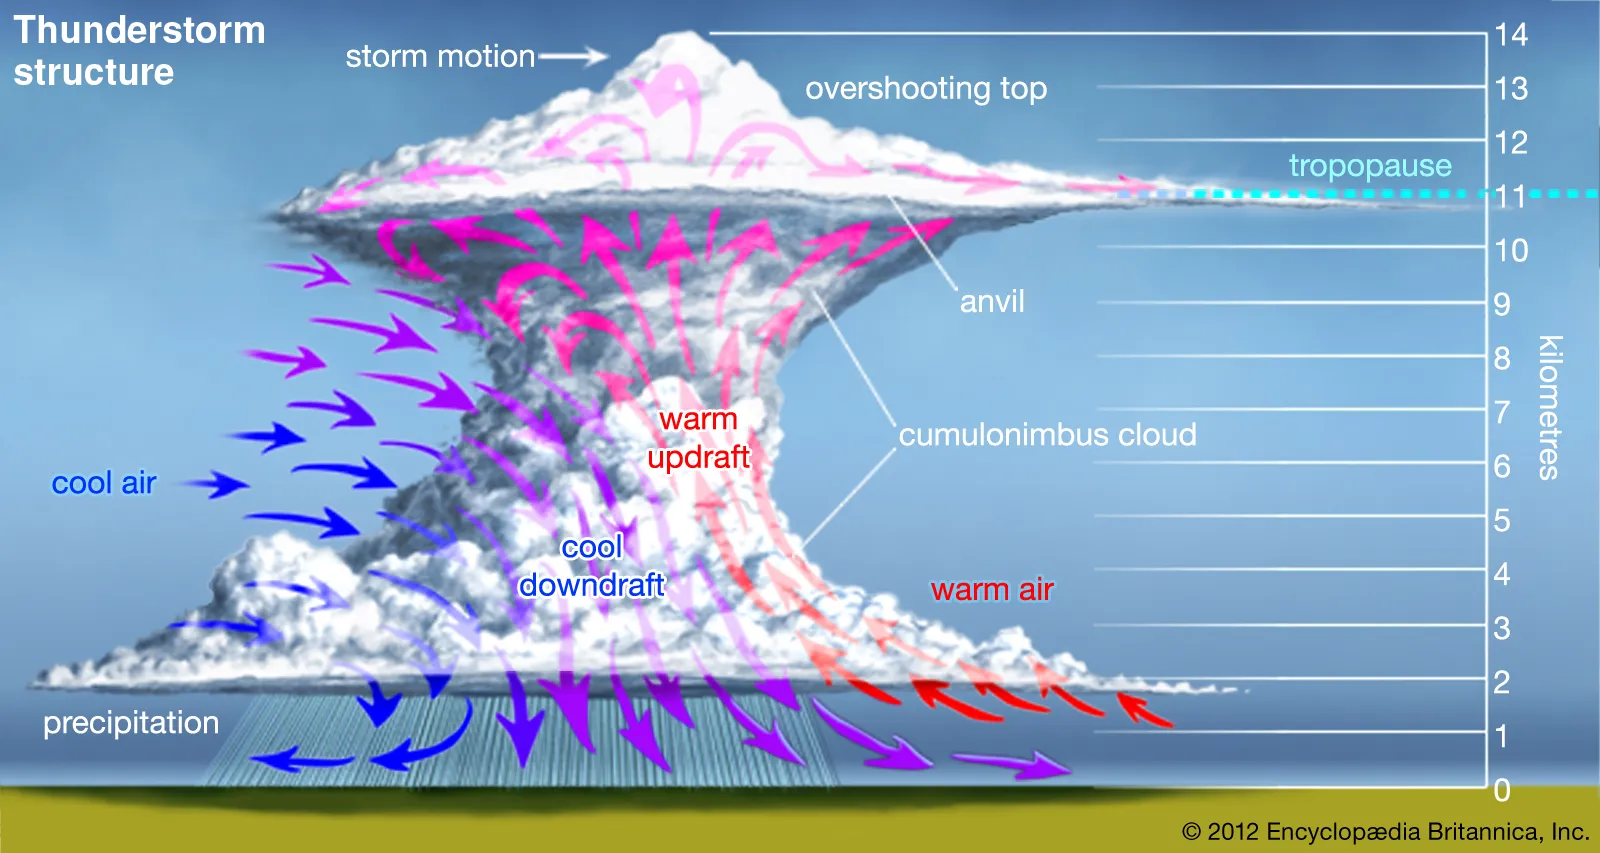 Thunderstorm
structure
storm motion
overshooting top
tropopause
anvil
cumulonimbus cloud
warm
updraft
cool air
cool
downdraft
warm air
precipitation
14
13
12
11
10
9
8
7
6
5
4
3
2
1
0
kilometres
© 2012 Encyclopædia Britannica, Inc.